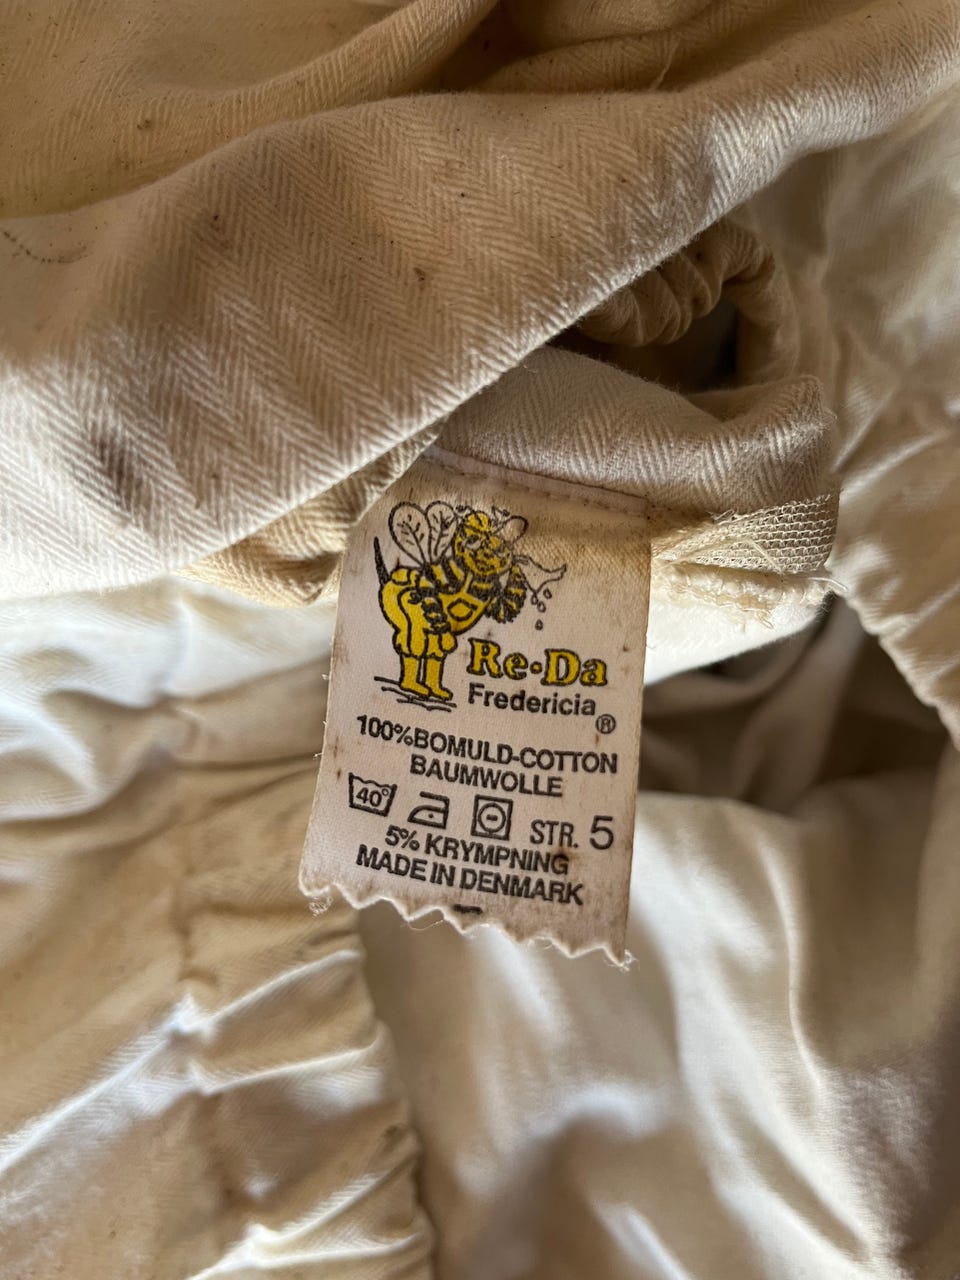 Re-Da
Fredericia ®
100% BOMULD-COTTON
BAUMWOLLE
40° STR. 5
5% KRYMPNING
MADE IN DENMARK